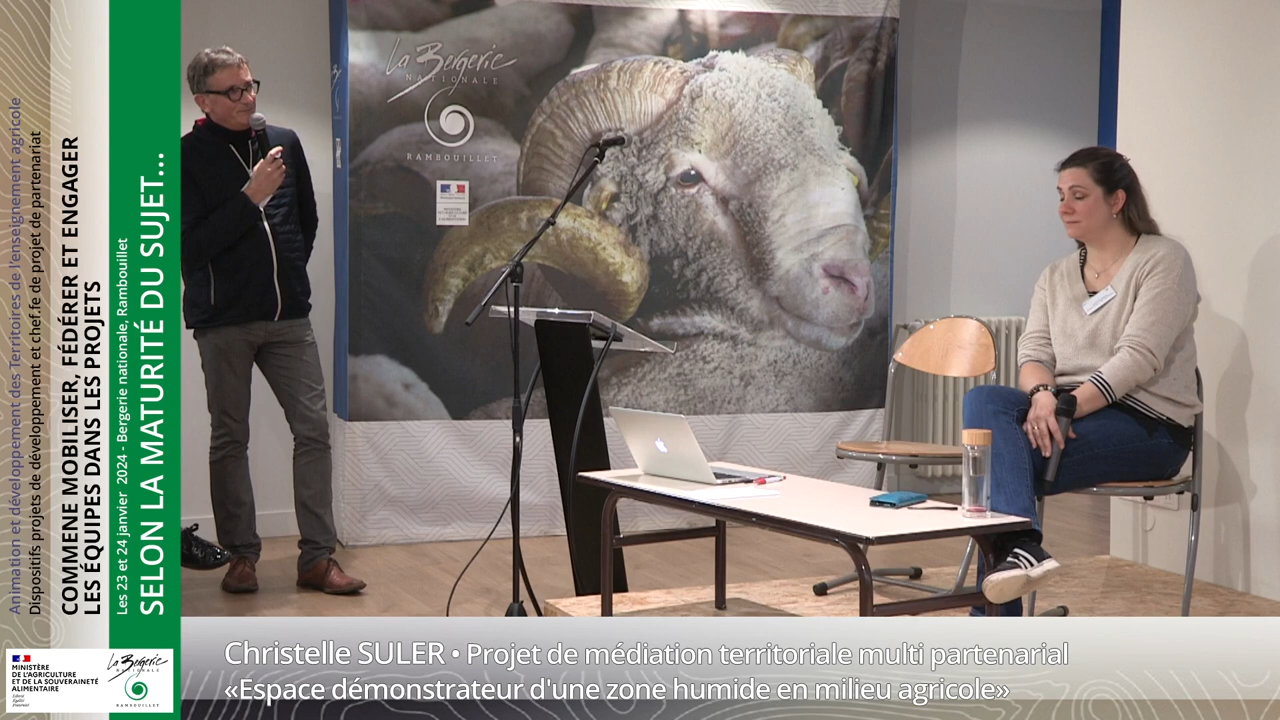 Animation et développement des Territoires de l'enseignement agricole
Dispositifs projets de développement et chef.fe de projet de partenariat
COMMENE MOBILISER, FÉDÉRER ET ENGAGER
LES ÉQUIPES DANS LES PROJETS
Les 23 et 24 janvier 2024 - Bergerie nationale, Rambouillet
SELON LA MATURITÉ DU SUJET...
La Bergerie
NATIONALE
RAMBOUILLET
MINISTÈRE
DE L'AGRICULTURE
ET DE LA SOUVERAINETÉ
ALIMENTAIRE
Liberté
Égalité
Fraternité
La Bergerie
NATIONALE
RAMBOUILLET
Christelle SULER • Projet de médiation territoriale multi partenarial
«Espace démonstrateur d'une zone humide en milieu agricole»